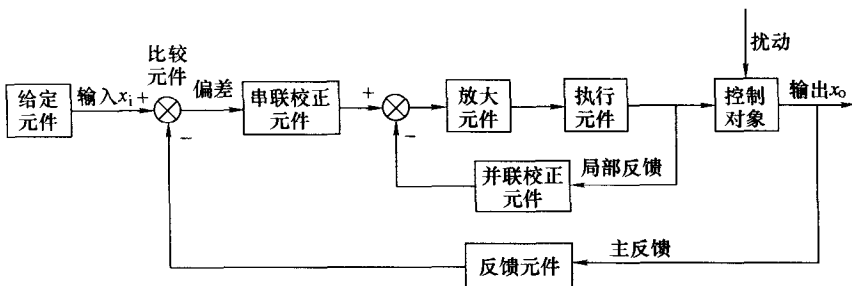 扰动
比较
元件
给定
元件
输入xi
+
−
偏差
串联校正
元件
+
−
放大
元件
执行
元件
控制
对象
输出xo
局部反馈
并联校正
元件
主反馈
反馈元件